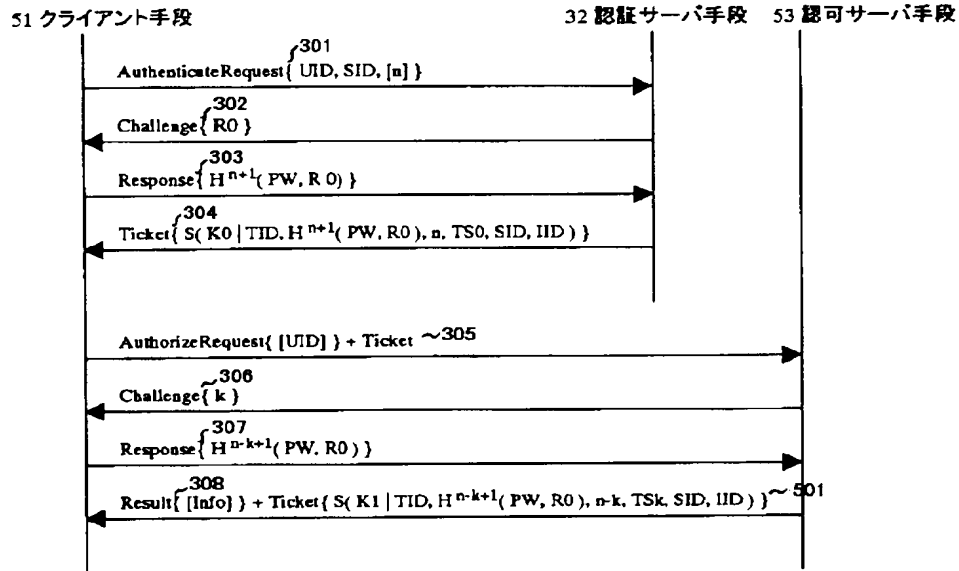 51 クライアント手段 32 認証サーバ手段 53 認可サーバ手段
301
AuthenticateRequest{ UID, SID, [n] }
302
Challenge{ R0 }
303
Response{ H^n+1( PW, R 0) }
304
Ticket{ S( K0 | TID, H^n+1( PW, R0 ), n, TS0, SID, IID ) }
AuthorizeRequest{ [UID] } + Ticket ~305
306
Challenge{ k }
307
Response{ H^n-k+1( PW, R0 ) }
308
Result{ [Info] } + Ticket{ S( K1 | TID, H^n-k+1( PW, R0 ), n-k, TSk, SID, IID ) } ~501